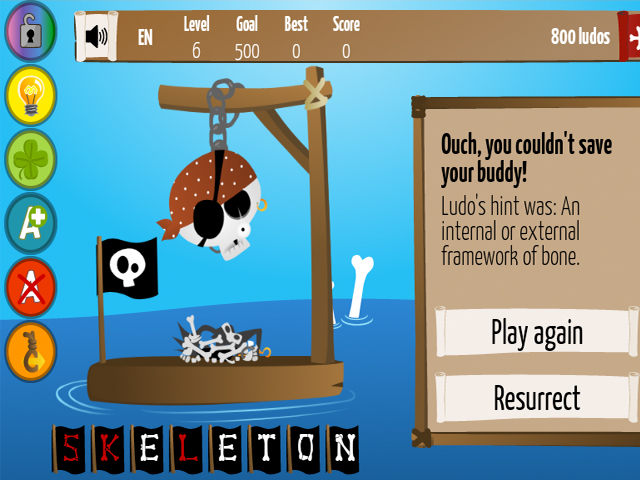 EN
Level Goal Best Score
6 500 0 0
800 ludos
Ouch, you couldn't save
your buddy!
Ludo's hint was: An
internal or external
framework of bone.
A+
A
Play again
Resurrect
SKELETON